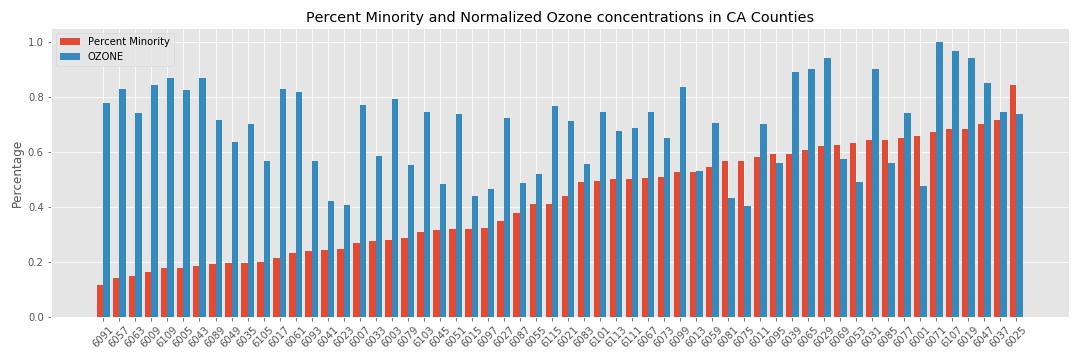 Percent Minority and Normalized Ozone concentrations in CA Counties
Percent Minority
OZONE
Percentage
1.0
0.8
0.6
0.4
0.2
0.0
6091 6057 6063 6009 6109 6005 6043 6089 6049 6035 6105 6017 6061 6093 6041 6023 6007 6033 6003 6079 6103 6045 6051 6015 6097 6027 6087 6055 6115 6021 6083 6101 6113 6111 6067 6073 6099 6013 6059 6081 6075 6011 6095 6039 6065 6029 6069 6053 6031 6085 6077 6001 6071 6107 6019 6047 6037 6025